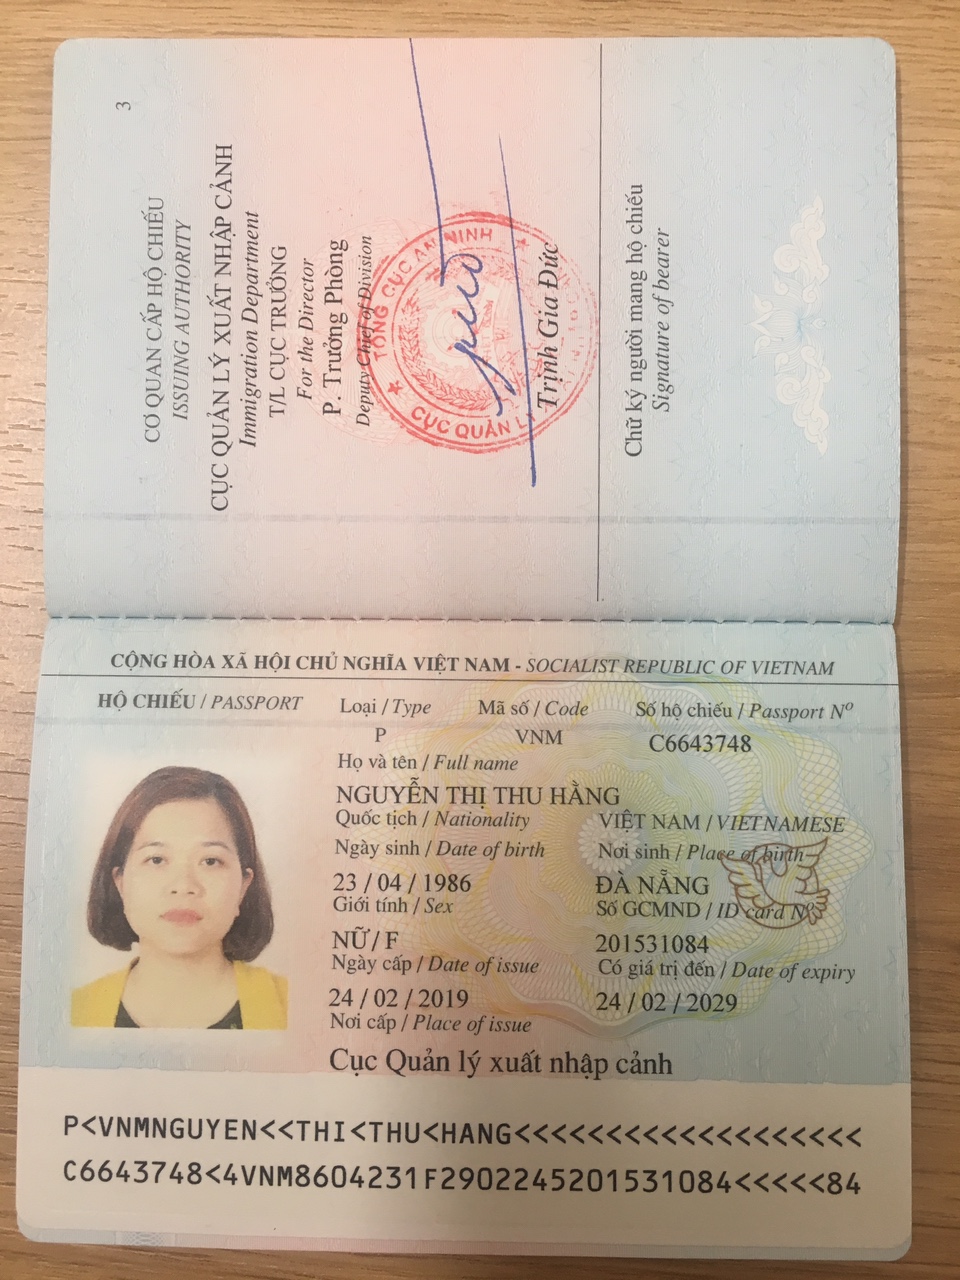 3
CƠ QUAN CẤP HỘ CHIẾU
ISSUING AUTHORITY
CỤC QUẢN LÝ XUẤT NHẬP CẢNH
Immigration Department
T/L CỤC TRƯỞNG
For the Director
P. Trưởng Phòng
Deputy Chief of Division
TỔNG CỤC AN NINH
CỤC QUẢN LÝ
Trịnh Gia Đức
Chữ ký người mang hộ chiếu
Signature of bearer
CỘNG HÒA XÃ HỘI CHỦ NGHĨA VIỆT NAM - SOCIALIST REPUBLIC OF VIETNAM
HỘ CHIẾU / PASSPORT
Loại / Type Mã số / Code Số hộ chiếu / Passport Nº
P VNM C6643748
Họ và tên / Full name
NGUYỄN THỊ THU HẰNG
Quốc tịch / Nationality VIỆT NAM / VIETNAMESE
Ngày sinh / Date of birth Nơi sinh / Place of birth
23 / 04 / 1986 ĐÀ NẴNG
Giới tính / Sex Số GCMND / ID card Nº
NỮ / F 201531084
Ngày cấp / Date of issue Có giá trị đến / Date of expiry
24 / 02 / 2019 24 / 02 / 2029
Nơi cấp / Place of issue
Cục Quản lý xuất nhập cảnh
P<VNMNGUYEN<<THI<THU<HANG<<<<<<<<<<<<<<<<<<<
C6643748<4VNM8604231F2902245201531084<<<<<84